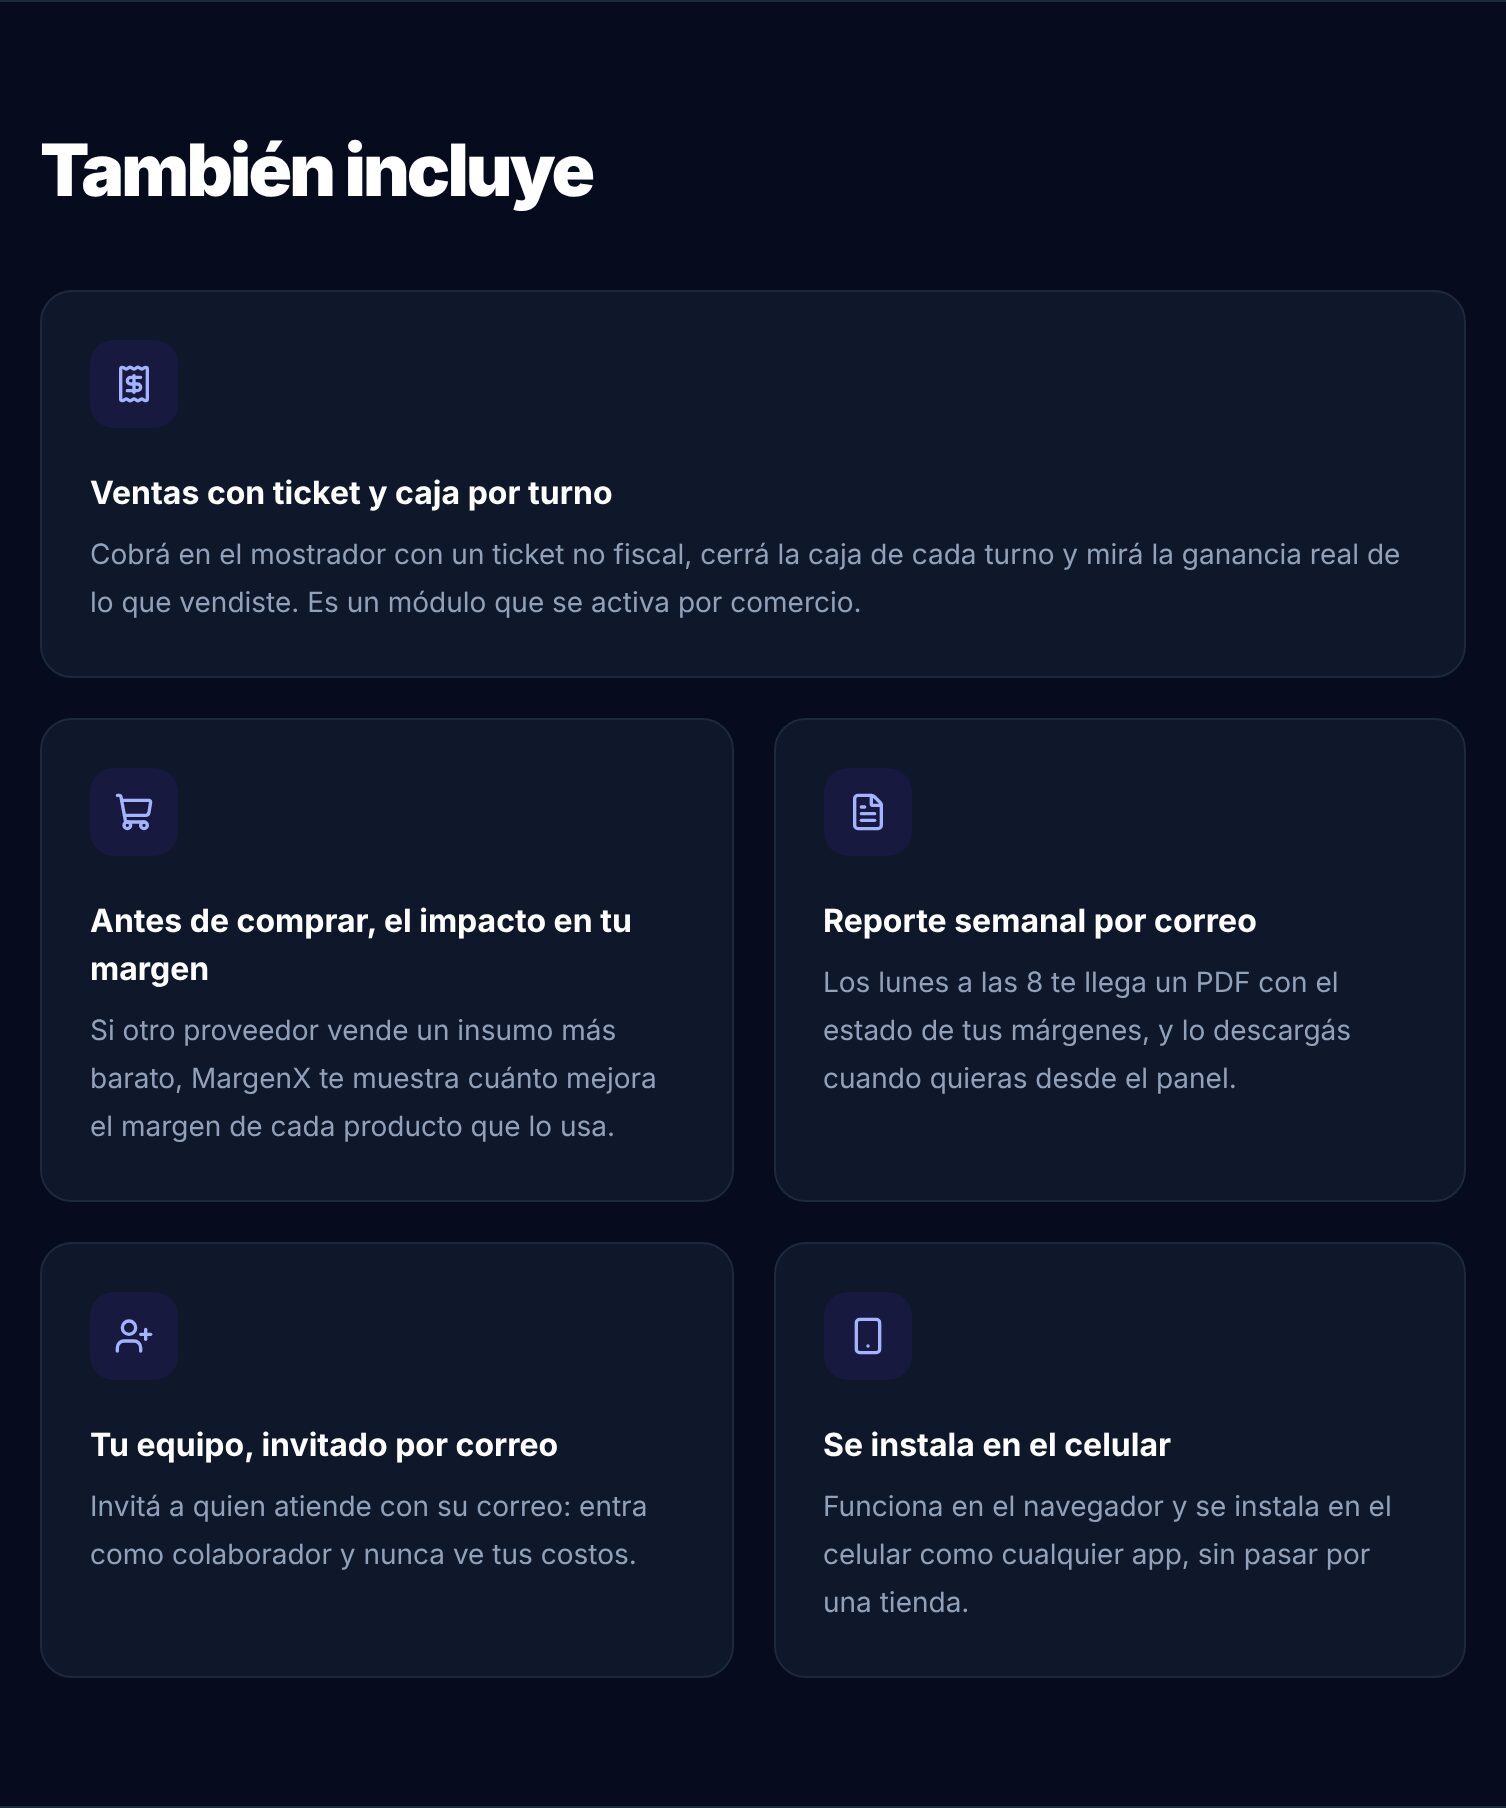 También incluye
Ventas con ticket y caja por turno
Cobrá en el mostrador con un ticket no fiscal, cerrá la caja de cada turno y mirá la ganancia real de
lo que vendiste. Es un módulo que se activa por comercio.
Antes de comprar, el impacto en tu
margen
Si otro proveedor vende un insumo más
barato, MargenX te muestra cuánto mejora
el margen de cada producto que lo usa.
Reporte semanal por correo
Los lunes a las 8 te llega un PDF con el
estado de tus márgenes, y lo descargás
cuando quieras desde el panel.
Tu equipo, invitado por correo
Invitá a quien atiende con su correo: entra
como colaborador y nunca ve tus costos.
Se instala en el celular
Funciona en el navegador y se instala en el
celular como cualquier app, sin pasar por
una tienda.